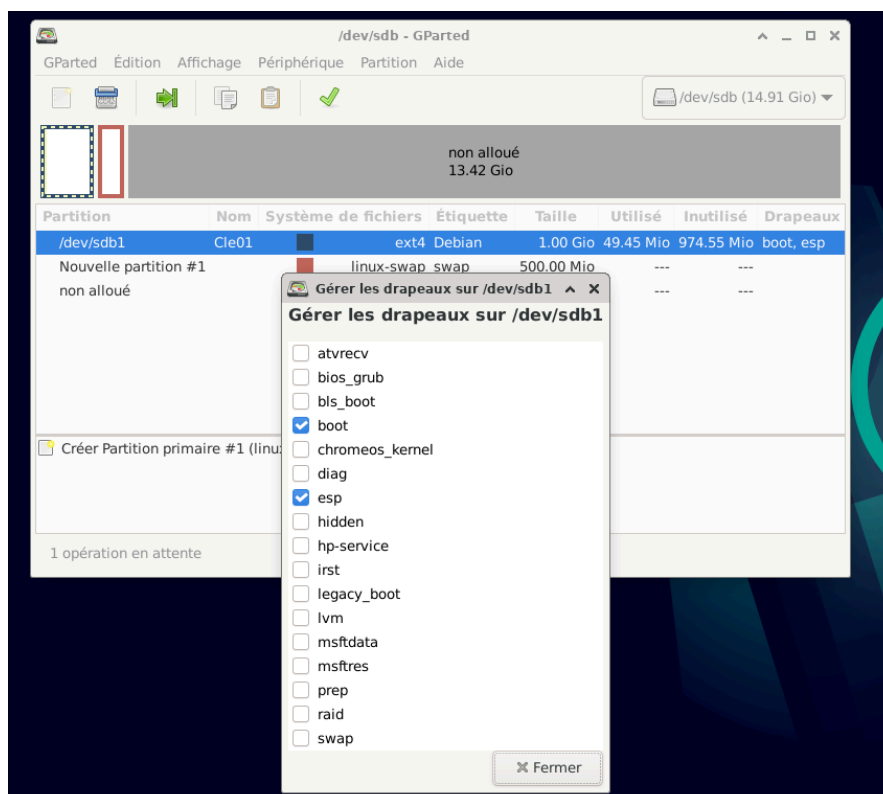 /dev/sdb - GParted
GParted Édition Affichage Périphérique Partition Aide
/dev/sdb (14.91 Gio)
non alloué
13.42 Gio
Partition Nom Système de fichiers Étiquette Taille Utilisé Inutilisé Drapeaux
/dev/sdb1 Cle01 ext4 Debian 1.00 Gio 49.45 Mio 974.55 Mio boot, esp
Nouvelle partition #1 linux-swap swap 500.00 Mio --- ---
non alloué --- ---
Gérer les drapeaux sur /dev/sdb1
Gérer les drapeaux sur /dev/sdb1
atvrecv
bios_grub
bls_boot
boot
chromeos_kernel
diag
esp
hidden
hp-service
irst
legacy_boot
lvm
msftdata
msftres
prep
raid
swap
Fermer
Créer Partition primaire #1 (linu
1 opération en attente